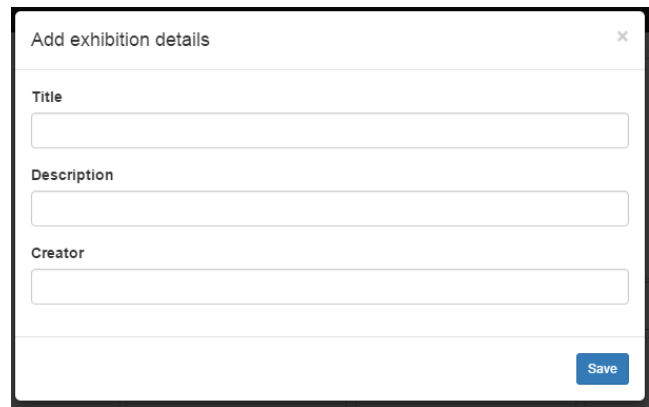 Add exhibition details ×
Title
Description
Creator
Save